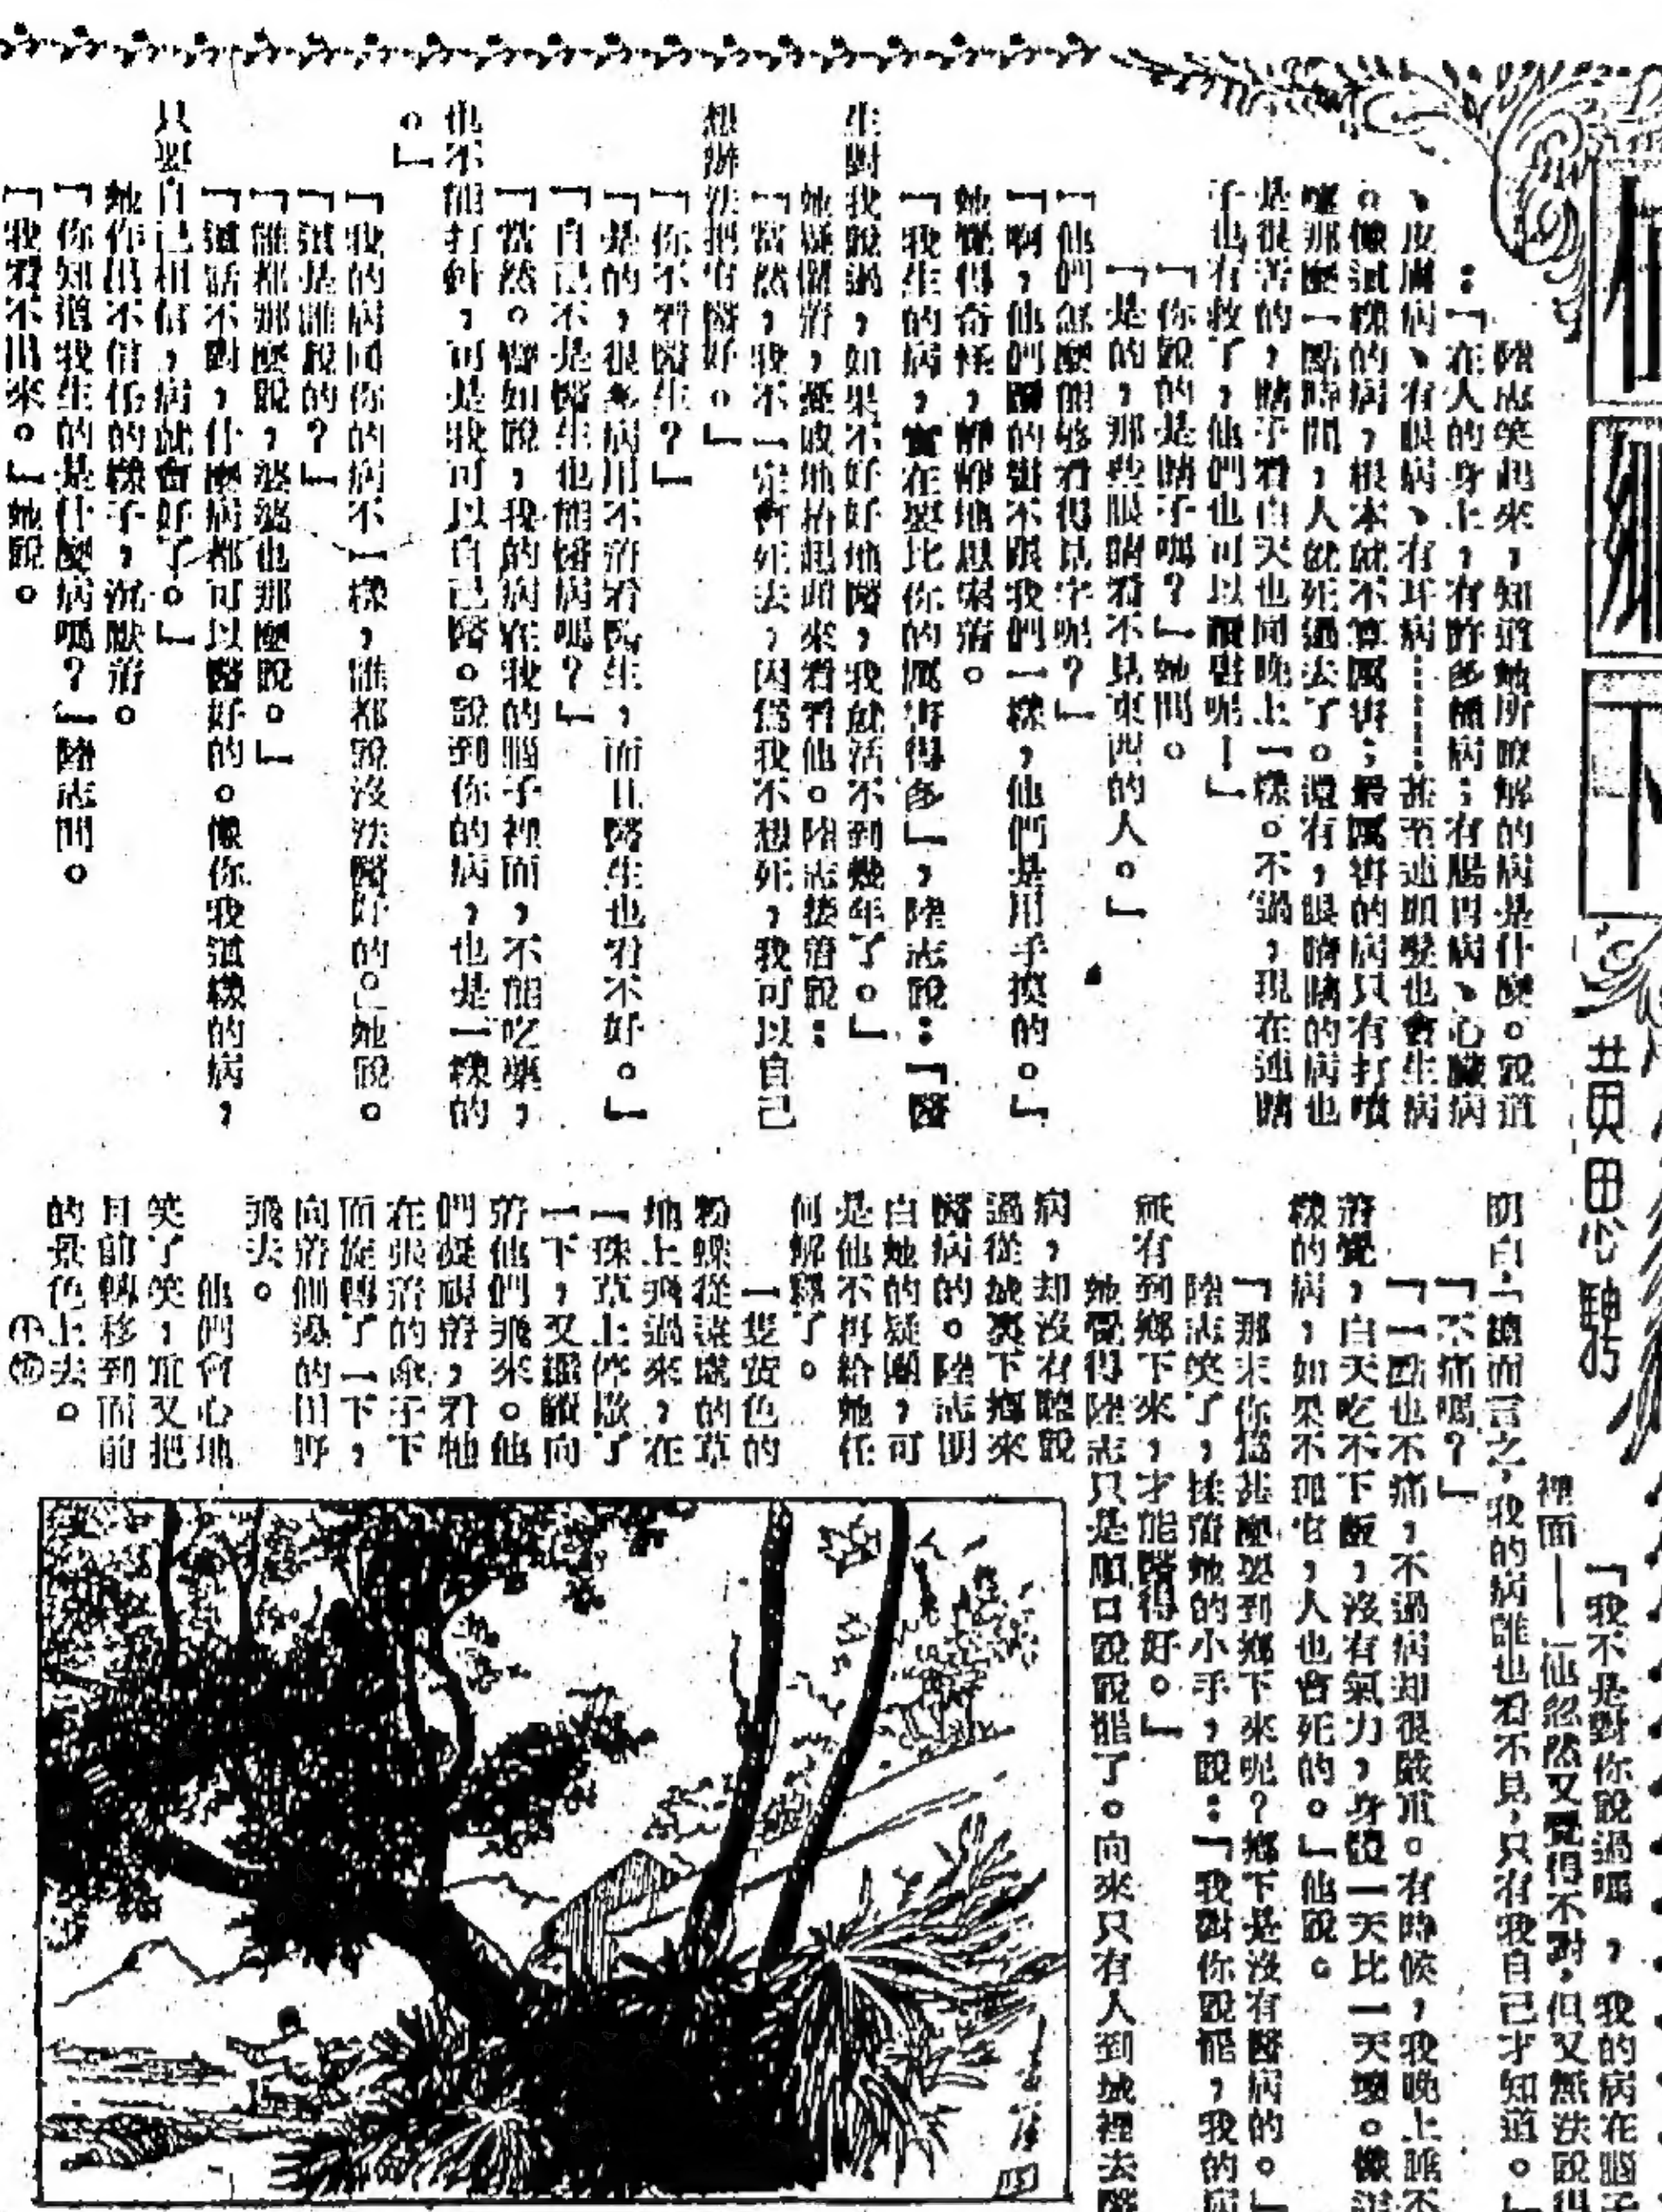 陸志笑起來，知道她所瞭解的病是什麼。說道
：「在人的身上，有許多種病；有腸胃病、心臟病
、皮膚病、有眼病、有耳病……甚至連頭髮也會生病
。像這樣的病，根本就不算厲害；最厲害的病只有打噴
嚏那麼一點時間，人就死過去了。還有，眼睛瞎的病也
是很苦的，瞎子看白天也同晚上一樣。不過，現在連瞎
子也有救了，他們也可以讀書呢！」
「你說的是瞎子嗎？」她問。
「是的，那些眼睛看不見東西的人。」
「他們怎麼能够看得見字呢？」
「啊，他們讀的書不跟我們一樣，他們是用手摸的。」
她覺得奇怪，靜靜地思索着。
「我生的病，實在要比你的厲害得多」，陸志說：「醫
生對我說過，如果不好好地醫，我就活不到幾年了。」
她疑惧着，憂戚地抬起頭來看看他。陸志接着說：
「當然，我不一定會死去，因爲我不想死，我可以自己
想辦法把它醫好。」
「你不看醫生？」
「是的，很多病用不着看醫生，而且醫生也看不好。」
「自己不是醫生也能醫病嗎？」
「當然。譬如說，我的病在我的腦子裡面，不能吃藥，
也不能打針，可是我可以自己醫。說到你的病，也是一樣的
。」
「我的病同你的病不一樣，誰都說沒法醫好的。」她說。
「這是誰說的？」
「誰都那麼說，婆婆也那麼說。」
「這話不對，什麼病都可以醫好的。像你我這樣的病，
只要自己相信，病就會好了。」
她作出不信任的樣子，沉默着。
「你知道我生的是什麼病嗎？」陸志問。
「我看不出來。」她說。
「我不是對你說過嗎，我的病在腦子
裡面——」他忽然又覺得不對，但又無法說得
明白「總而言之，我的病誰也看不見，只有我自己才知道。」
「不痛嗎？」
「一點也不痛，不過病却很嚴重。有時候，我晚上睡不
着覺，白天吃不下飯，沒有氣力，身體一天比一天壞。像這
樣的病，如果不理它，人也會死的。」他說。
「那末你爲甚麼要到鄉下來呢？鄉下是沒有醫病的。」
陸志笑了，揉着她的小手，說：「我對你說罷，我的病
祇有到鄉下來，才能醫得好。」
她覺得陸志只是順口說說罷了。向來只有人到城裡去醫
病，却沒有聽說
過從城裏下鄉來
醫病的。陸志明
白她的疑團，可
是他不再給她任
何解釋了。
一隻黃色的
粉蝶從遠處的草
地上飛過來，在
一珠草上停歇了
一下，又翩翩向
着他們飛來。他
們凝視着，看牠
在張着的傘子下
面旋轉了一下，
向着側邊的田野
飛去。
他們會心地
笑了笑，重又把
目前轉移到面前
的景色上去。